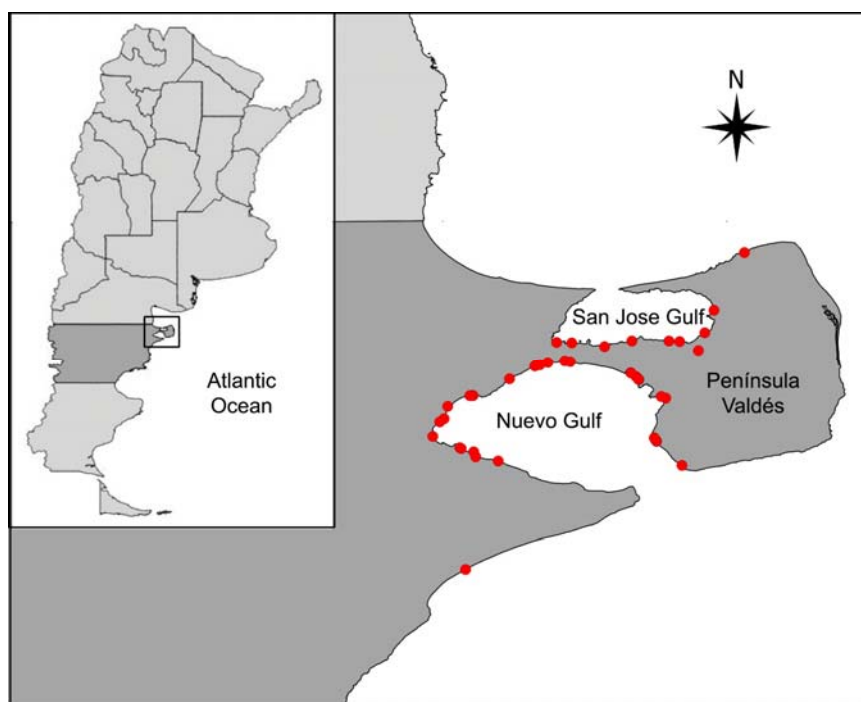 N
San Jose Gulf
Península
Valdés
Nuevo Gulf
Atlantic
Ocean